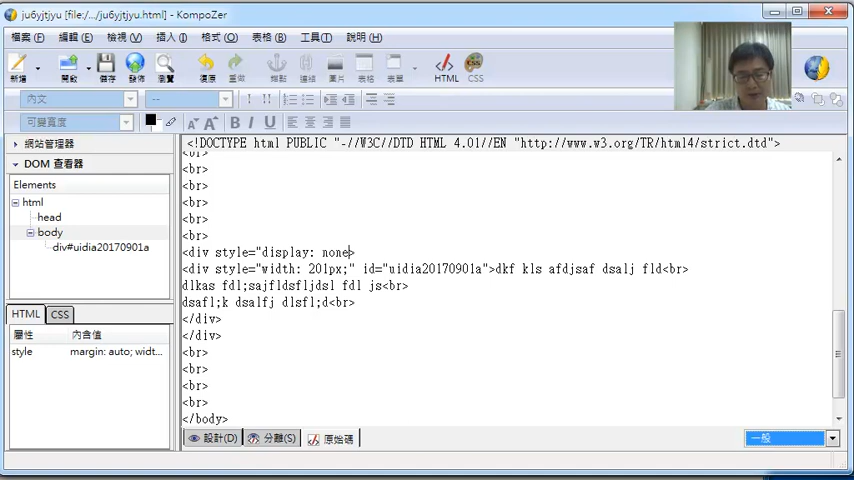 ju6yjtjyu [file:/.../ju6yjtjyu.html] - KompoZer
檔案(F) 編輯(E) 檢視(V) 插入(I) 格式(O) 表格(B) 工具(T) 說明(H)
新增 開啟 儲存 發佈 瀏覽 復原 重做 錨點 連結 圖片 表格 表單 HTML CSS
內文 --
可變寬度 A A B I U
網站管理器
DOM 查看器
Elements
html
head
body
div#uidia20170901a
HTML CSS
屬性 內含值
style margin: auto; widt...
<!DOCTYPE html PUBLIC "-//W3C//DTD HTML 4.01//EN "http://www.w3.org/TR/html4/strict.dtd">
<br>
<br>
<br>
<br>
<br>
<div style="display: none>
<div style="width: 201px;" id="uidia20170901a">dkf kls afdjsaf dsalj fld<br>
dlkas fdl;sajfldsfljdsl fdl js<br>
dsafl;k dsalfj dlsfl;d<br>
</div>
</div>
<br>
<br>
<br>
<br>
</body>
設計(D) 分離(S) 原始碼 一般